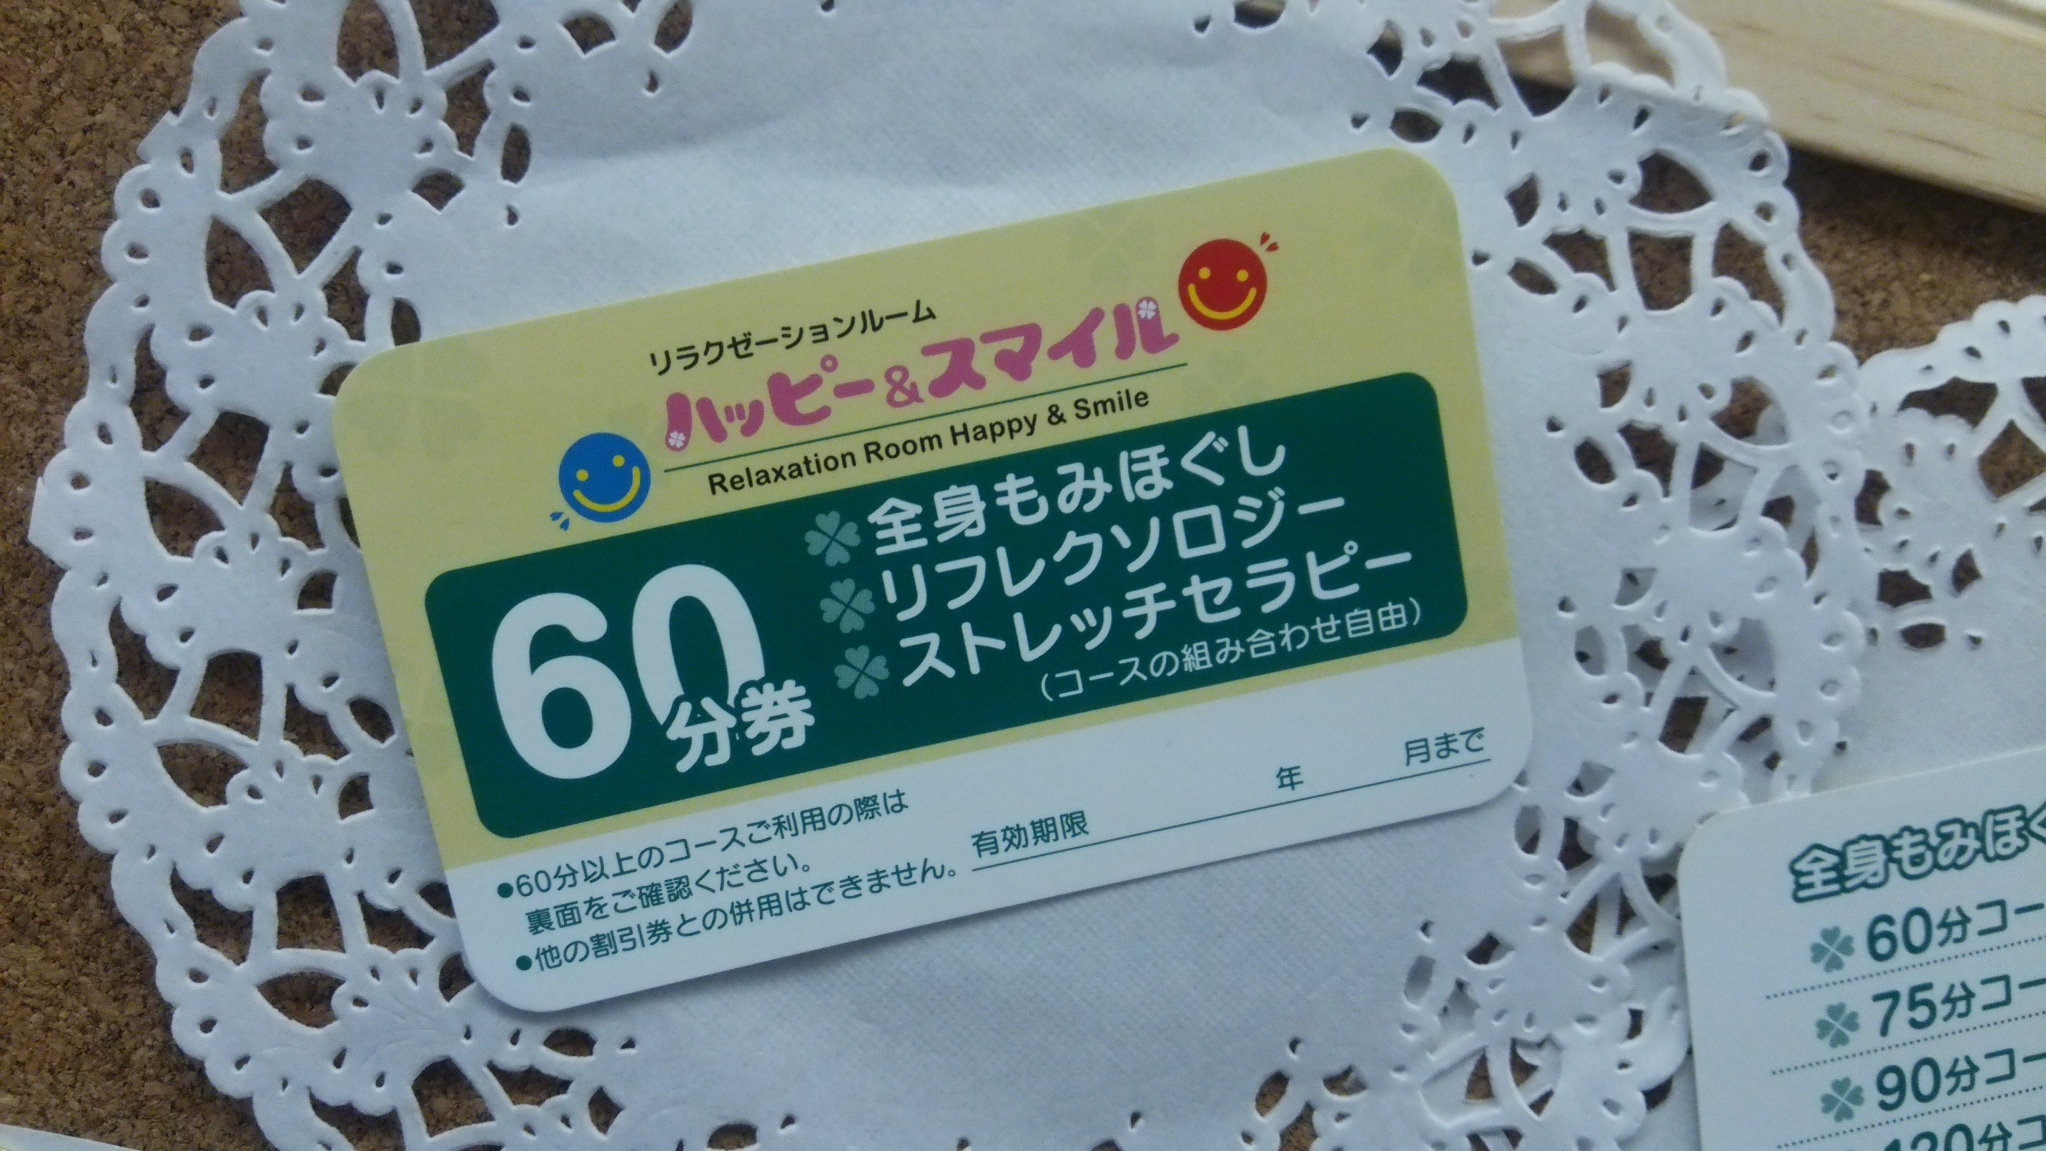 リラクゼーションルーム
ハッピー&スマイル
Relaxation Room Happy & Smile
60分券
全身もみほぐし
リフレクソロジー
ストレッチセラピー
(コースの組み合わせ自由)
●60分以上のコースご利用の際は
裏面をご確認ください。
●他の割引券との併用はできません。
有効期限 年 月まで
全身もみほぐ
60分コー
75分コー
90分コー
120分コ